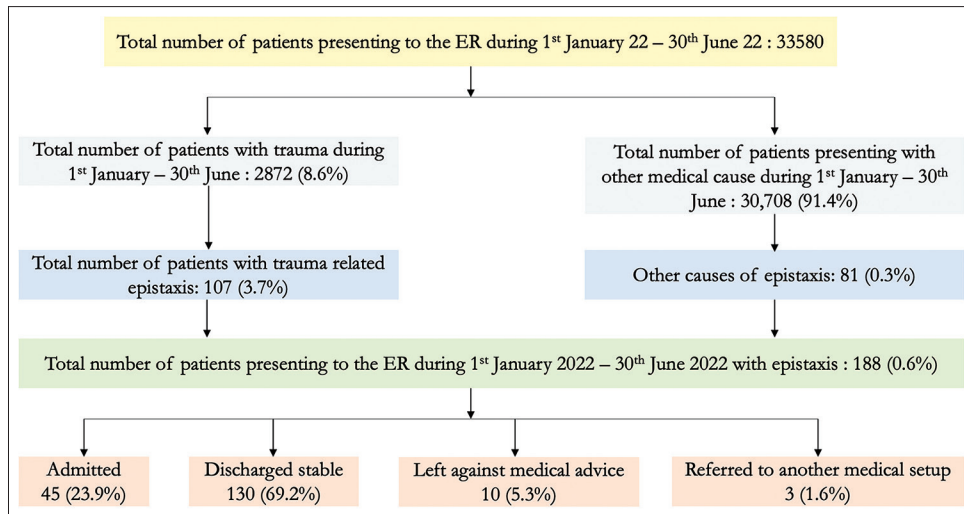 Total number of patients presenting to the ER during 1st January 22 – 30th June 22 : 33580
Total number of patients with trauma during
1st January – 30th June : 2872 (8.6%)
Total number of patients presenting with
other medical cause during 1st January – 30th
June : 30,708 (91.4%)
Total number of patients with trauma related
epistaxis: 107 (3.7%)
Other causes of epistaxis: 81 (0.3%)
Total number of patients presenting to the ER during 1st January 2022 – 30th June 2022 with epistaxis : 188 (0.6%)
Admitted
45 (23.9%)
Discharged stable
130 (69.2%)
Left against medical advice
10 (5.3%)
Referred to another medical setup
3 (1.6%)